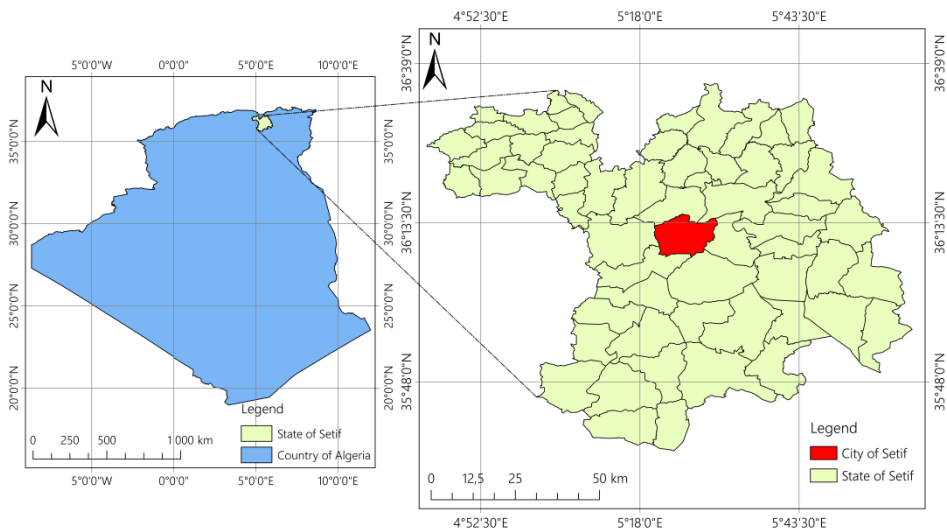 5°0'0"W 0°0'0"E 5°0'0"E 10°0'0"E
N
35°0'0"N
30°0'0"N
25°0'0"N
20°0'0"N
35°0'0"N
30°0'0"N
25°0'0"N
20°0'0"N
Legend
State of Setif
Country of Algeria
0 250 500 1000 km
5°0'0"W 0°0'0"E 5°0'0"E 10°0'0"E
4°52'30"E 5°18'0"E 5°43'30"E
N
36°39'0"N
36°13'30"N
35°48'0"N
36°39'0"N
36°13'30"N
35°48'0"N
Legend
City of Setif
State of Setif
0 12,5 25 50 km
4°52'30"E 5°18'0"E 5°43'30"E